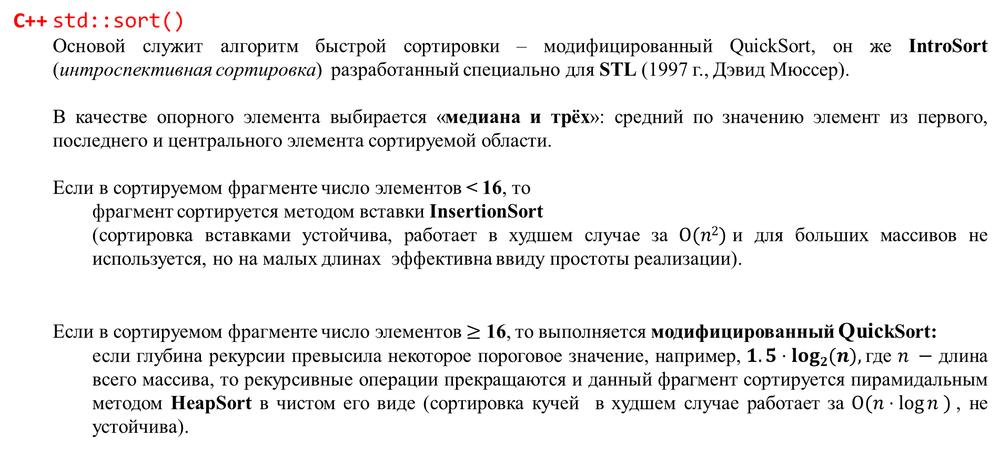 C++ std::sort()
Основой служит алгоритм быстрой сортировки – модифицированный QuickSort, он же IntroSort
(интроспективная сортировка) разработанный специально для STL (1997 г., Дэвид Мюссер).
В качестве опорного элемента выбирается «медиана и трёх»: средний по значению элемент из первого,
последнего и центрального элемента сортируемой области.
Если в сортируемом фрагменте число элементов < 16, то
фрагмент сортируется методом вставки InsertionSort
(сортировка вставками устойчива, работает в худшем случае за O(n²) и для больших массивов не
используется, но на малых длинах эффективна ввиду простоты реализации).
Если в сортируемом фрагменте число элементов ≥ 16, то выполняется модифицированный QuickSort:
если глубина рекурсии превысила некоторое пороговое значение, например, 1.5 · log₂(n), где n − длина
всего массива, то рекурсивные операции прекращаются и данный фрагмент сортируется пирамидальным
методом HeapSort в чистом его виде (сортировка кучей в худшем случае работает за O(n · log n ) , не
устойчива).